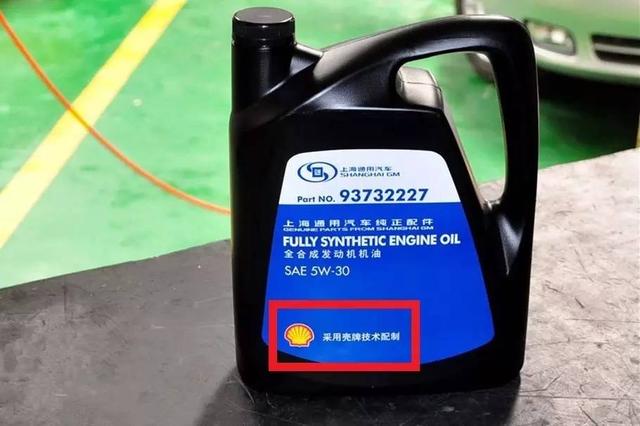 上海通用汽车
SHANGHAI GM
Part NO. 93732227
上海通用汽车纯正配件
GENUINE PARTS FROM SHANGHAI GM
FULLY SYNTHETIC ENGINE OIL
全合成发动机机油
SAE 5W-30
采用壳牌技术配制